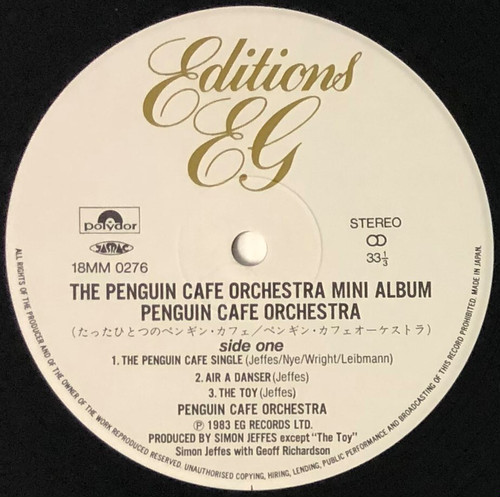 Editions
EG
polydor
JASRAC
18MM 0276
STEREO
33⅓
THE PENGUIN CAFE ORCHESTRA MINI ALBUM
PENGUIN CAFE ORCHESTRA
(たったひとつのペンギン・カフェ/ペンギン・カフェオーケストラ)
side one
1. THE PENGUIN CAFE SINGLE (Jeffes/Nye/Wright/Leibmann)
2. AIR A DANSER (Jeffes)
3. THE TOY (Jeffes)
PENGUIN CAFE ORCHESTRA
Ⓟ 1983 EG RECORDS LTD.
PRODUCED BY SIMON JEFFES except "The Toy"
Simon Jeffes with Geoff Richardson
ALL RIGHTS OF THE PRODUCER AND OF THE OWNER OF THE WORK REPRODUCED RESERVED. UNAUTHORISED COPYING, HIRING, LENDING, PUBLIC PERFORMANCE AND BROADCASTING OF THIS RECORD PROHIBITED. MADE IN JAPAN.